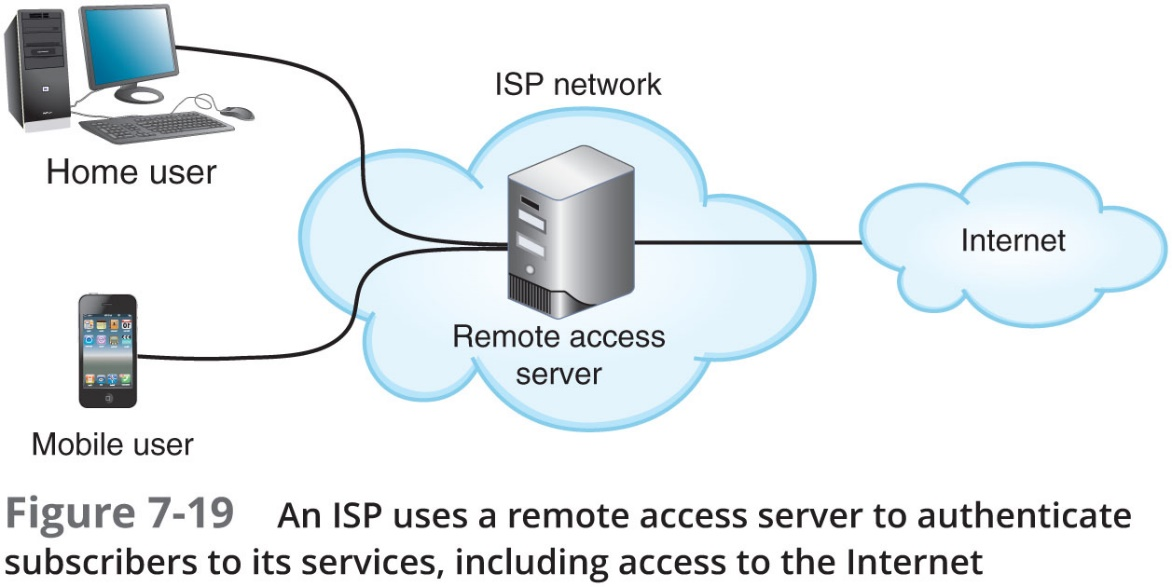 ISP network
Home user
Internet
Remote access
server
Mobile user
Figure 7-19 An ISP uses a remote access server to authenticate
subscribers to its services, including access to the Internet